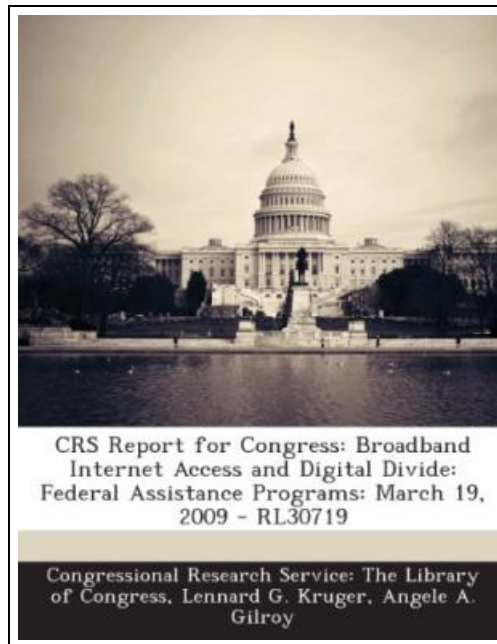 CRS Report for Congress: Broadband
Internet Access and Digital Divide:
Federal Assistance Programs: March 19,
2009 - RL30719
Congressional Research Service: The Library
of Congress, Lennard G. Kruger, Angele A.
Gilroy